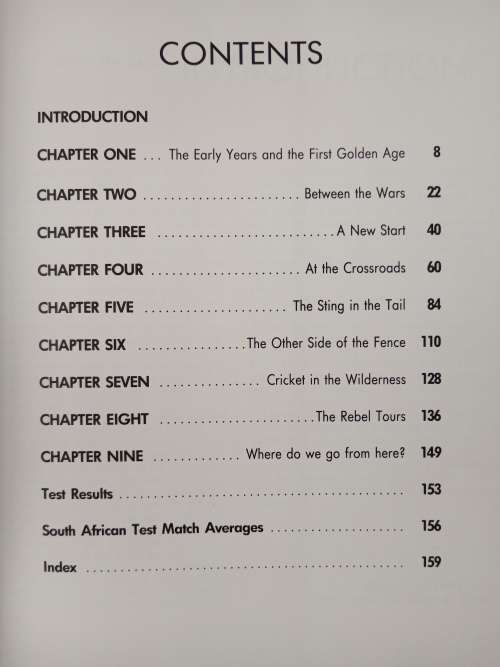 CONTENTS
INTRODUCTION
CHAPTER ONE ... The Early Years and the First Golden Age 8
CHAPTER TWO ....................... Between the Wars 22
CHAPTER THREE .......................... A New Start 40
CHAPTER FOUR ...................... At the Crossroads 60
CHAPTER FIVE ..................... The Sting in the Tail 84
CHAPTER SIX ................ The Other Side of the Fence 110
CHAPTER SEVEN ............... Cricket in the Wilderness 128
CHAPTER EIGHT ....................... The Rebel Tours 136
CHAPTER NINE ............. Where do we go from here? 149
Test Results .......................................... 153
South African Test Match Averages .................... 156
Index ............................................... 159